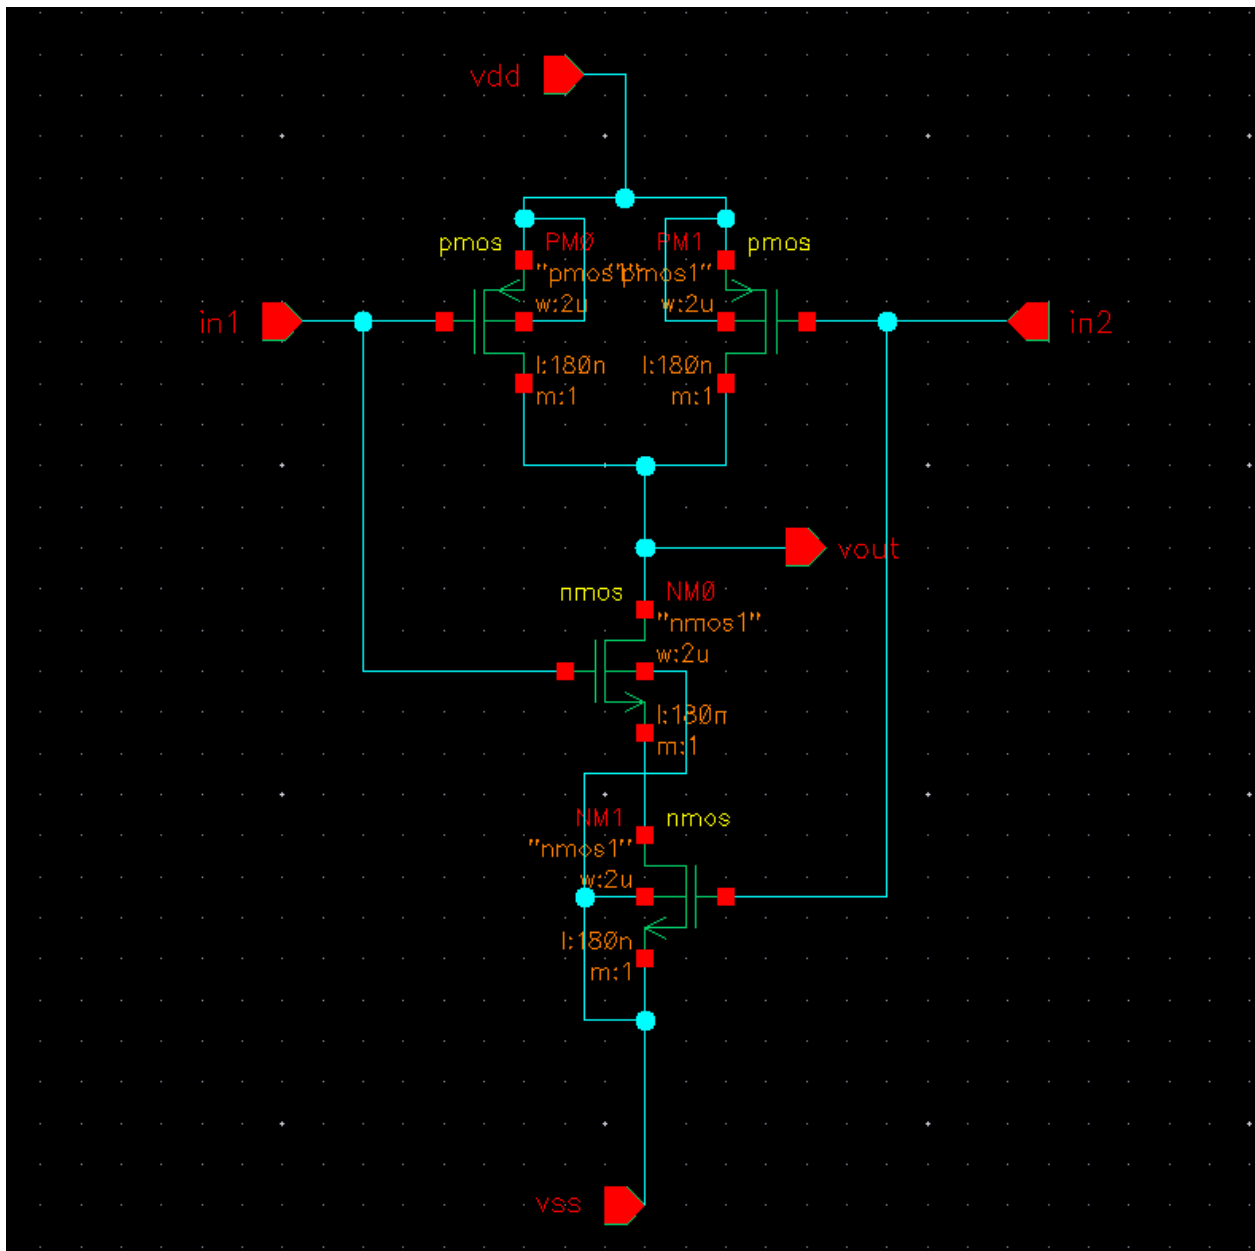 vdd
pmos PM0 PM1 pmos
"pmos1" "pmos1"
w:2u w:2u
in1 in2
l:180n l:180n
m:1 m:1
vout
nmos NM0
"nmos1"
w:2u
l:180n
m:1
NM1 nmos
"nmos1"
w:2u
l:180n
m:1
vss